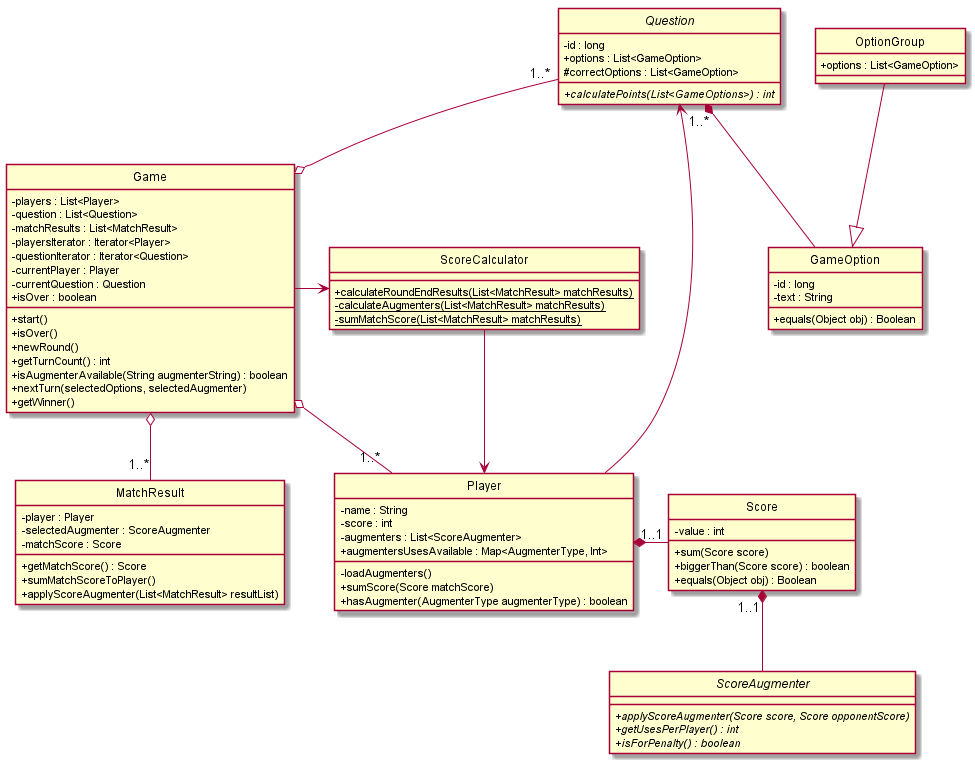 Question
-id : long
+options : List<GameOption>
#correctOptions : List<GameOption>
+calculatePoints(List<GameOptions>) : int
OptionGroup
+options : List<GameOption>
1..*
1..*
Game
-players : List<Player>
-question : List<Question>
-matchResults : List<MatchResult>
-playersIterator : Iterator<Player>
-questionIterator : Iterator<Question>
-currentPlayer : Player
-currentQuestion : Question
+isOver : boolean
+start()
+isOver()
+newRound()
+getTurnCount() : int
+isAugmenterAvailable(String augmenterString) : boolean
+nextTurn(selectedOptions, selectedAugmenter)
+getWinner()
ScoreCalculator
+calculateRoundEndResults(List<MatchResult> matchResults)
-calculateAugmenters(List<MatchResult> matchResults)
-sumMatchScore(List<MatchResult> matchResults)
GameOption
-id : long
-text : String
+equals(Object obj) : Boolean
1..*
1..*
MatchResult
-player : Player
-selectedAugmenter : ScoreAugmenter
-matchScore : Score
+getMatchScore() : Score
+sumMatchScoreToPlayer()
+applyScoreAugmenter(List<MatchResult> resultList)
Player
-name : String
-score : int
-augmenters : List<ScoreAugmenter>
+augmentersUsesAvailable : Map<AugmenterType, Int>
-loadAugmenters()
+sumScore(Score matchScore)
+hasAugmenter(AugmenterType augmenterType) : boolean
1..1
Score
-value : int
+sum(Score score)
+biggerThan(Score score) : boolean
+equals(Object obj) : Boolean
1..1
ScoreAugmenter
+applyScoreAugmenter(Score score, Score opponentScore)
+getUsesPerPlayer() : int
+isForPenalty() : boolean